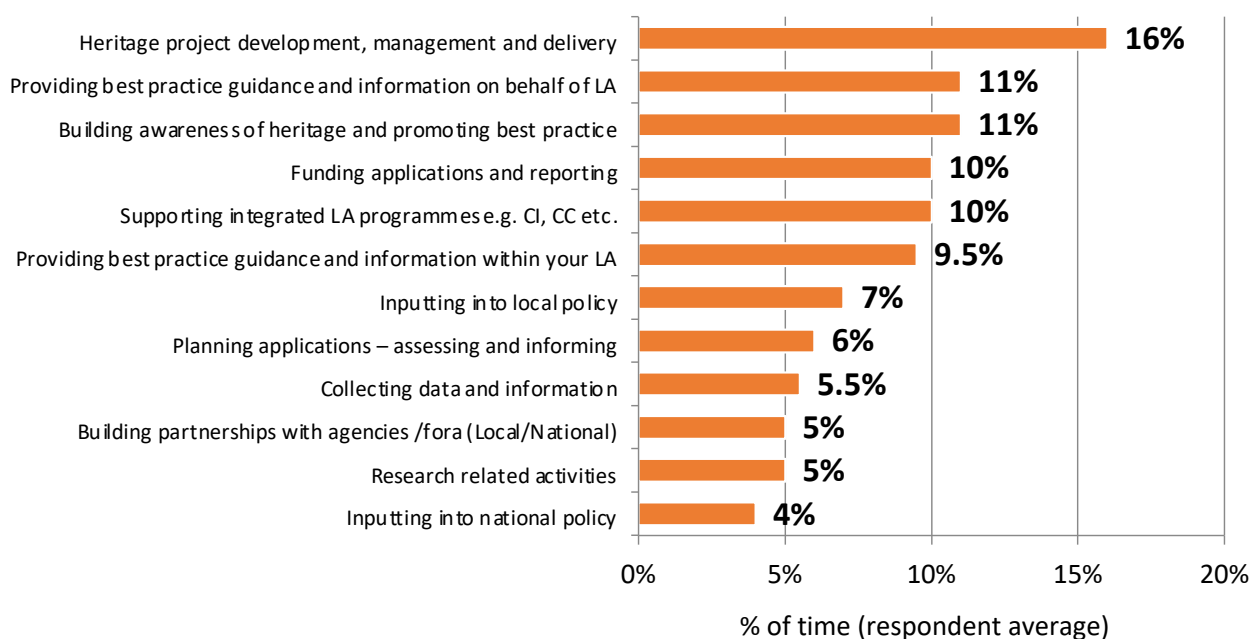 Heritage project development, management and delivery 16%
Providing best practice guidance and information on behalf of LA 11%
Building awareness of heritage and promoting best practice 11%
Funding applications and reporting 10%
Supporting integrated LA programmes e.g. CI, CC etc. 10%
Providing best practice guidance and information within your LA 9.5%
Inputting into local policy 7%
Planning applications – assessing and informing 6%
Collecting data and information 5.5%
Building partnerships with agencies /fora (Local/National) 5%
Research related activities 5%
Inputting into national policy 4%
0% 5% 10% 15% 20%
% of time (respondent average)